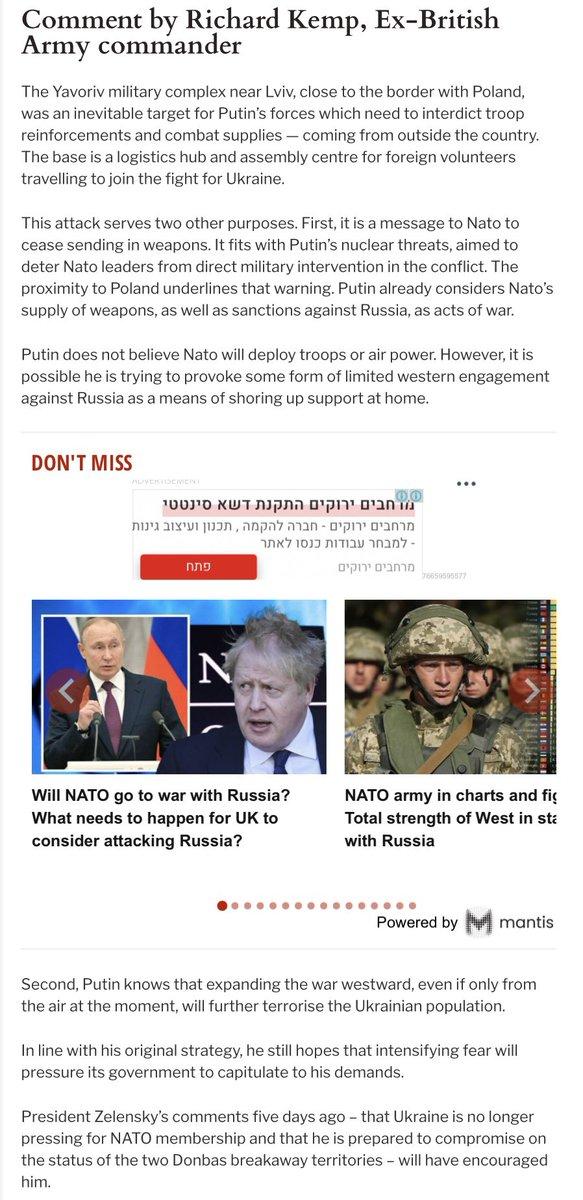 Comment by Richard Kemp, Ex-British
Army commander
The Yavoriv military complex near Lviv, close to the border with Poland,
was an inevitable target for Putin’s forces which need to interdict troop
reinforcements and combat supplies — coming from outside the country.
The base is a logistics hub and assembly centre for foreign volunteers
travelling to join the fight for Ukraine.
This attack serves two other purposes. First, it is a message to Nato to
cease sending in weapons. It fits with Putin’s nuclear threats, aimed to
deter Nato leaders from direct military intervention in the conflict. The
proximity to Poland underlines that warning. Putin already considers Nato’s
supply of weapons, as well as sanctions against Russia, as acts of war.
Putin does not believe Nato will deploy troops or air power. However, it is
possible he is trying to provoke some form of limited western engagement
against Russia as a means of shoring up support at home.
DON'T MISS
ADVERTISEMENT
מרחבים ירוקים התקנת דשא סינטטי
מרחבים ירוקים - חברה להקמה, תכנון ועיצוב גינות
- למבחר עבודות כנסו לאתר
מרחבים ירוקים
פתח
76659595577
N
Will NATO go to war with Russia?
What needs to happen for UK to
consider attacking Russia?
NATO army in charts and fig
Total strength of West in sta
with Russia
Powered by mantis
Second, Putin knows that expanding the war westward, even if only from
the air at the moment, will further terrorise the Ukrainian population.
In line with his original strategy, he still hopes that intensifying fear will
pressure its government to capitulate to his demands.
President Zelensky’s comments five days ago – that Ukraine is no longer
pressing for NATO membership and that he is prepared to compromise on
the status of the two Donbas breakaway territories – will have encouraged
him.